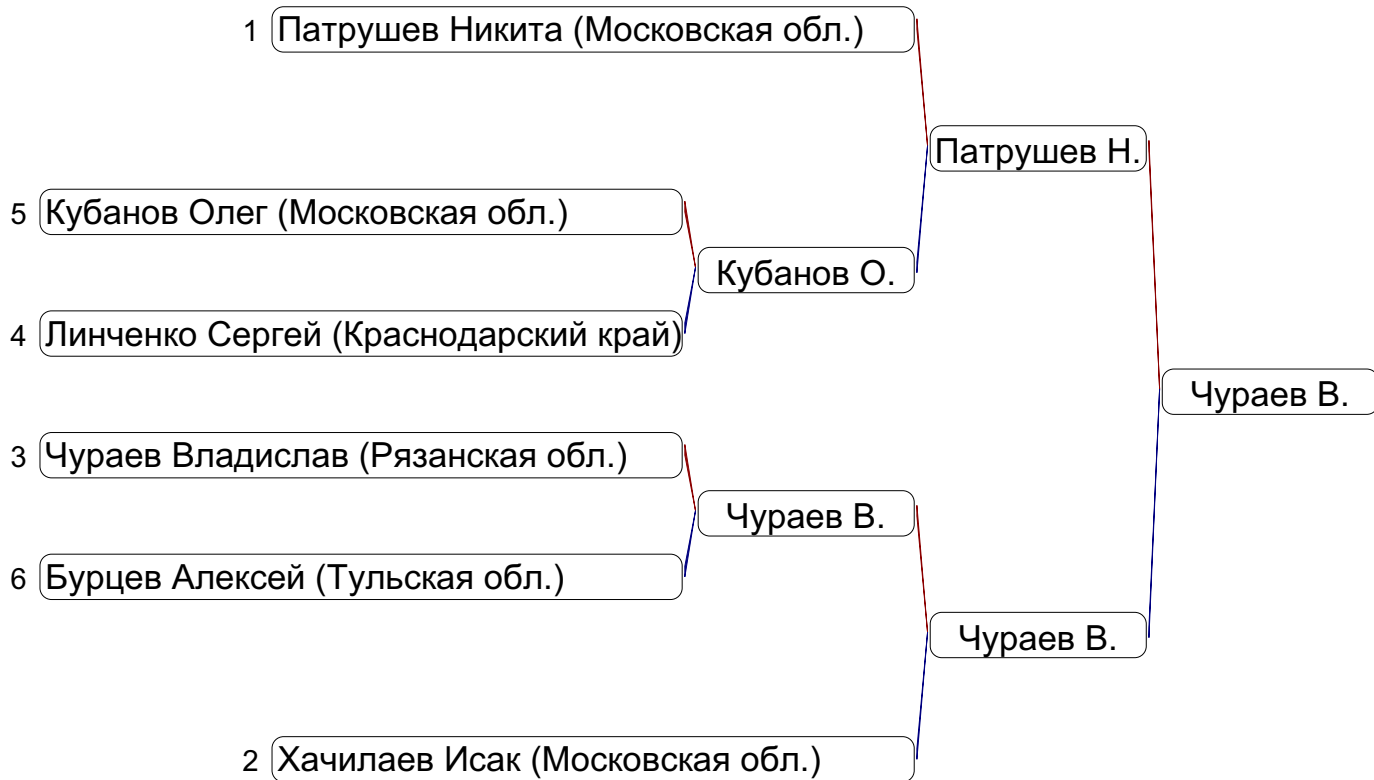 1 Патрушев Никита (Московская обл.)
Патрушев Н.
5 Кубанов Олег (Московская обл.)
Кубанов О.
4 Линченко Сергей (Краснодарский край)
Чураев В.
3 Чураев Владислав (Рязанская обл.)
Чураев В.
6 Бурцев Алексей (Тульская обл.)
Чураев В.
2 Хачилаев Исак (Московская обл.)